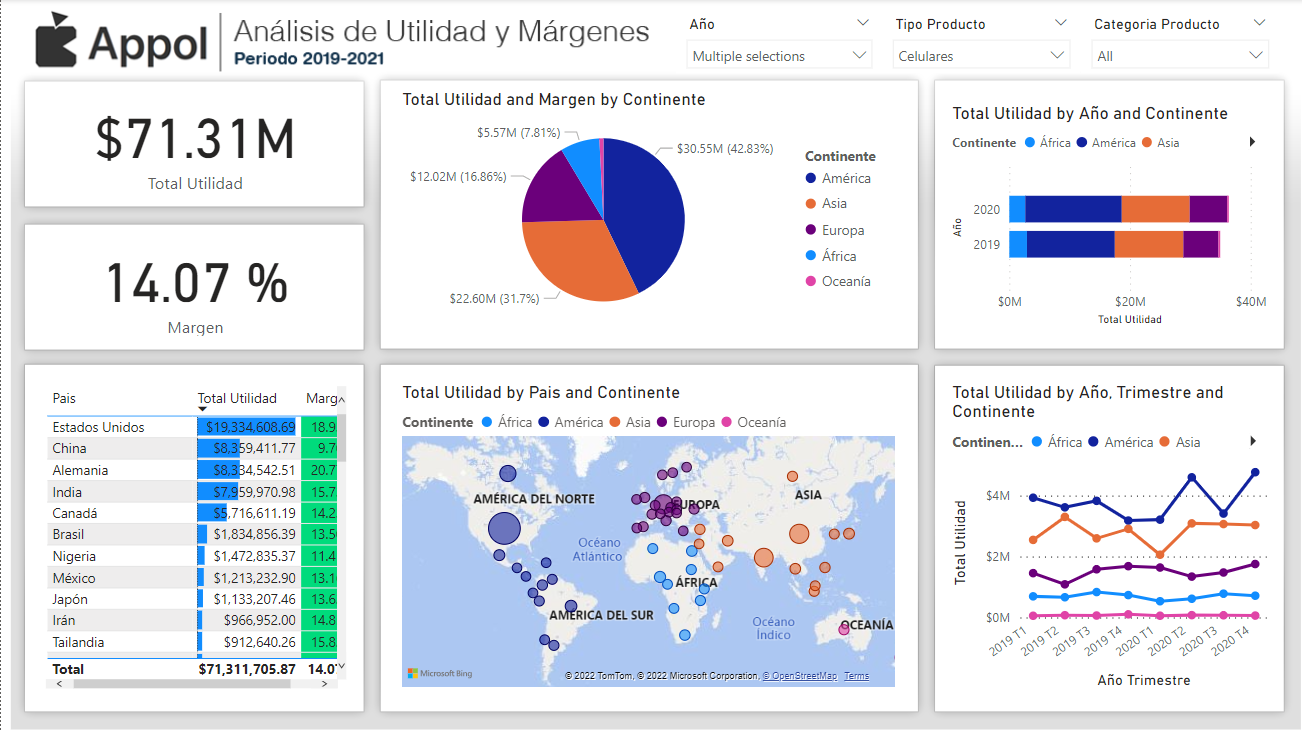 Appol
Análisis de Utilidad y Márgenes
Periodo 2019-2021
Año
Multiple selections
Tipo Producto
Celulares
Categoria Producto
All
$71.31M
Total Utilidad
14.07 %
Margen
Total Utilidad and Margen by Continente
$5.57M (7.81%)
$12.02M (16.86%)
$22.60M (31.7%)
$30.55M (42.83%)
Continente
América
Asia
Europa
África
Oceanía
Total Utilidad by Año and Continente
Continente África América Asia
Año
2020
2019
$0M $20M $40M
Total Utilidad
Pais Total Utilidad Marg
Estados Unidos $19,334,608.69 18.9
China $8,359,411.77 9.7
Alemania $8,334,542.51 20.7
India $7,959,970.98 15.7
Canadá $5,716,611.19 14.2
Brasil $1,834,856.39 13.5
Nigeria $1,472,835.37 11.4
México $1,213,232.90 13.1
Japón $1,133,207.46 13.6
Irán $966,952.00 14.8
Tailandia $912,640.26 15.8
Total $71,311,705.87 14.0
Total Utilidad by Pais and Continente
Continente África América Asia Europa Oceanía
AMÉRICA DEL NORTE
EUROPA
ASIA
Océano
Atlántico
ÁFRICA
AMÉRICA DEL SUR
Océano
Índico
OCEANÍA
Microsoft Bing
© 2022 TomTom, © 2022 Microsoft Corporation, © OpenStreetMap Terms
Total Utilidad by Año, Trimestre and
Continente
Continen... África América Asia
Total Utilidad
$4M
$2M
$0M
2019 T1 2019 T2 2019 T3 2019 T4 2020 T1 2020 T2 2020 T3 2020 T4
Año Trimestre